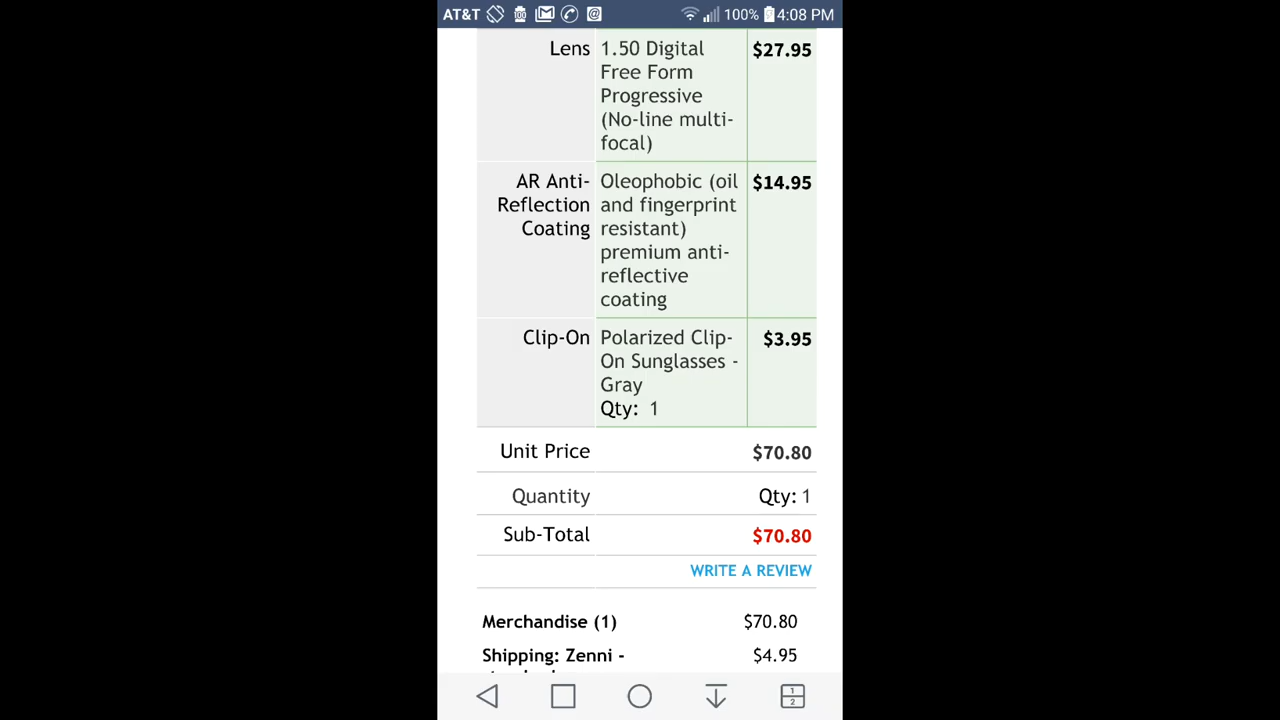 AT&T 100% 4:08 PM
Lens 1.50 Digital $27.95
Free Form
Progressive
(No-line multi-
focal)
AR Anti- Oleophobic (oil $14.95
Reflection and fingerprint
Coating resistant)
premium anti-
reflective
coating
Clip-On Polarized Clip- $3.95
On Sunglasses -
Gray
Qty: 1
Unit Price $70.80
Quantity Qty: 1
Sub-Total $70.80
WRITE A REVIEW
Merchandise (1) $70.80
Shipping: Zenni - $4.95